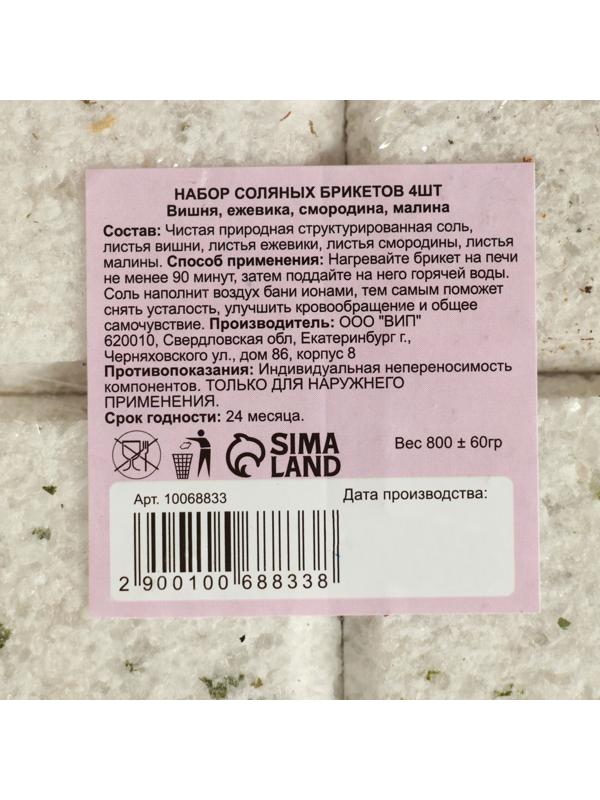 НАБОР СОЛЯНЫХ БРИКЕТОВ 4ШТ
Вишня, ежевика, смородина, малина
Состав: Чистая природная структурированная соль,
листья вишни, листья ежевики, листья смородины, листья
малины. Способ применения: Нагревайте брикет на печи
не менее 90 минут, затем поддайте на него горячей воды.
Соль наполнит воздух бани ионами, тем самым поможет
снять усталость, улучшить кровообращение и общее
самочувствие. Производитель: ООО "ВИП"
620010, Свердловская обл, Екатеринбург г.,
Черняховского ул., дом 86, корпус 8
Противопоказания: Индивидуальная непереносимость
компонентов. ТОЛЬКО ДЛЯ НАРУЖНЕГО
ПРИМЕНЕНИЯ.
Срок годности: 24 месяца.
SIMA
LAND
Вес 800 ± 60гр
Арт. 10068833
Дата производства:
2 900100 688338